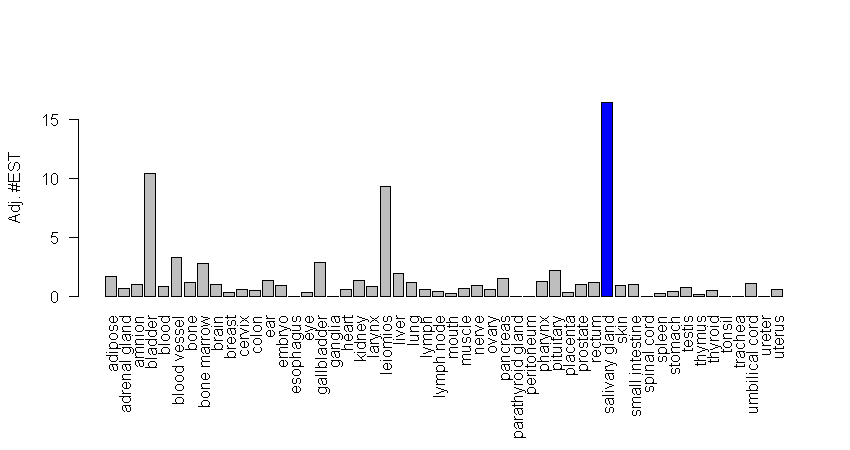 Adj. #EST
15
10
5
0
adipose
adrenal gland
amnion
bladder
blood
blood vessel
bone
bone marrow
brain
breast
cervix
colon
ear
embryo
esophagus
eye
gallbladder
ganglia
heart
kidney
larynx
leiomios
liver
lung
lymph
lymph node
mouth
muscle
nerve
ovary
pancreas
parathyroid gland
peritoneum
pharynx
pituitary
placenta
prostate
rectum
salivary gland
skin
small intestine
spinal cord
spleen
stomach
testis
thymus
thyroid
tonsil
trachea
umbilical cord
ureter
uterus